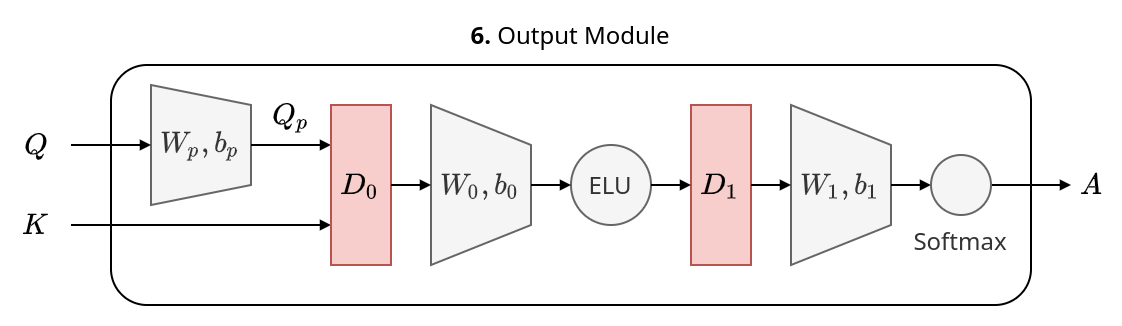 6. Output Module
Q
W_p, b_p
Q_p
K
D_0
W_0, b_0
ELU
D_1
W_1, b_1
Softmax
A